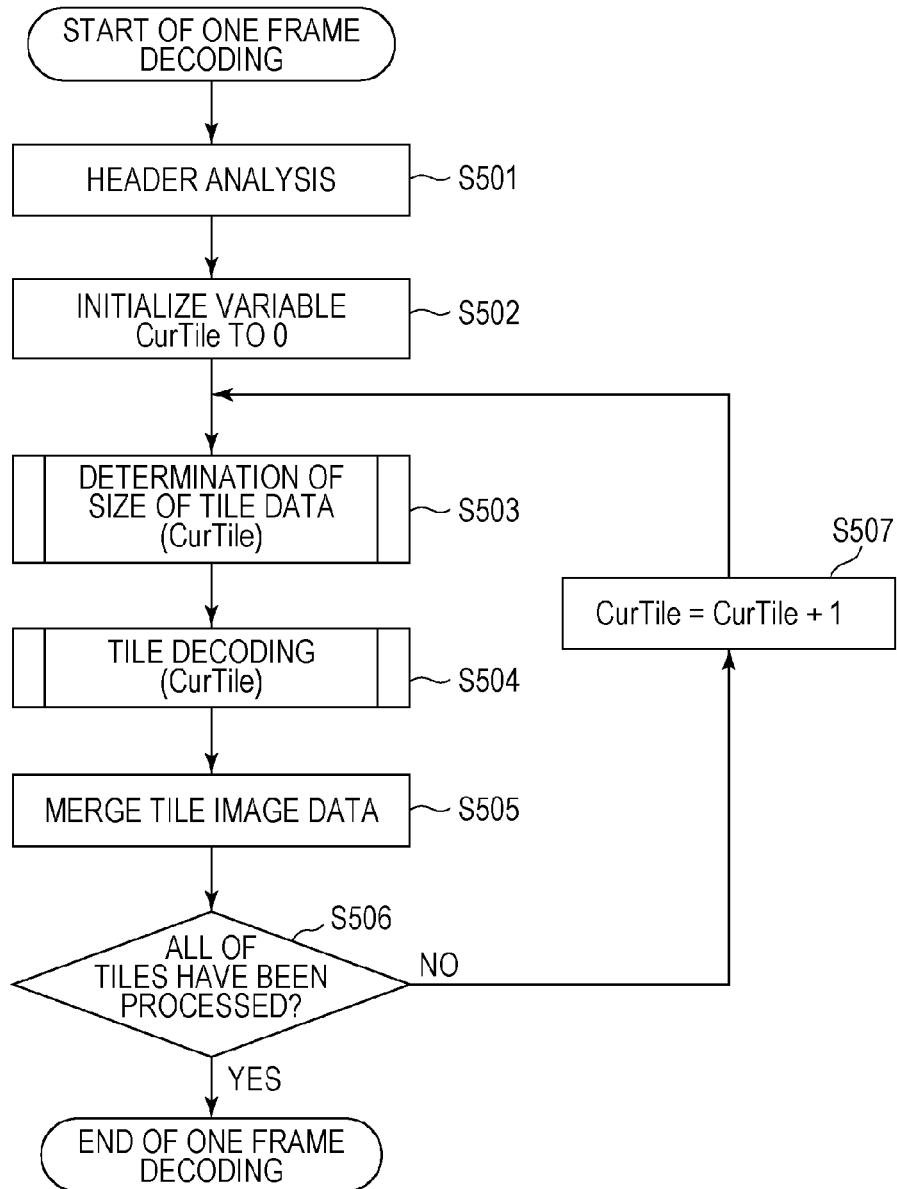 START OF ONE FRAME
DECODING
HEADER ANALYSIS
S501
INITIALIZE VARIABLE
CurTile TO 0
S502
DETERMINATION OF
SIZE OF TILE DATA
(CurTile)
S503
S507
CurTile = CurTile + 1
TILE DECODING
(CurTile)
S504
MERGE TILE IMAGE DATA
S505
S506
ALL OF
TILES HAVE BEEN
PROCESSED?
NO
YES
END OF ONE FRAME
DECODING